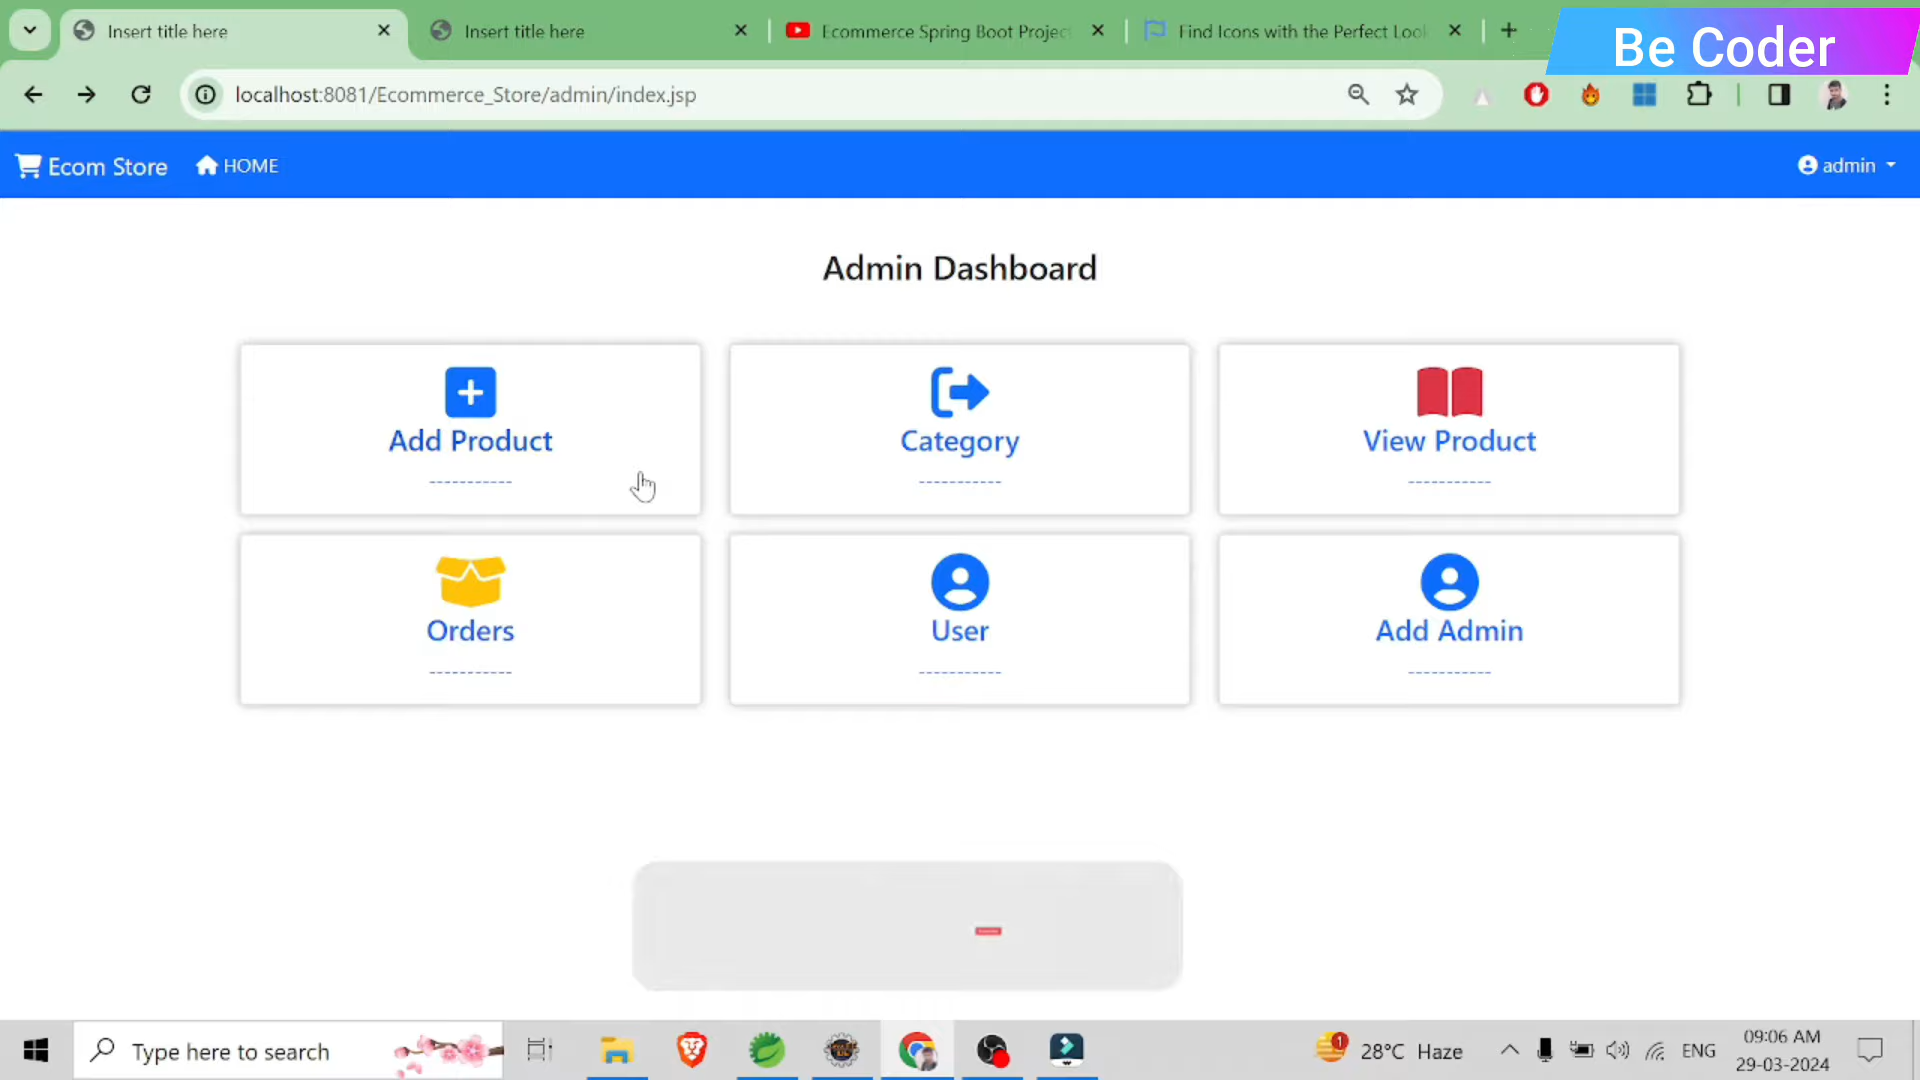 Insert title here
Insert title here
Ecommerce Spring Boot Projec
Find Icons with the Perfect Loo
Be Coder
localhost:8081/Ecommerce_Store/admin/index.jsp
Ecom Store
HOME
admin
Admin Dashboard
Add Product
-----------
Category
-----------
View Product
-----------
Orders
-----------
User
-----------
Add Admin
-----------
Type here to search
1
28°C Haze
ENG
09:06 AM
29-03-2024